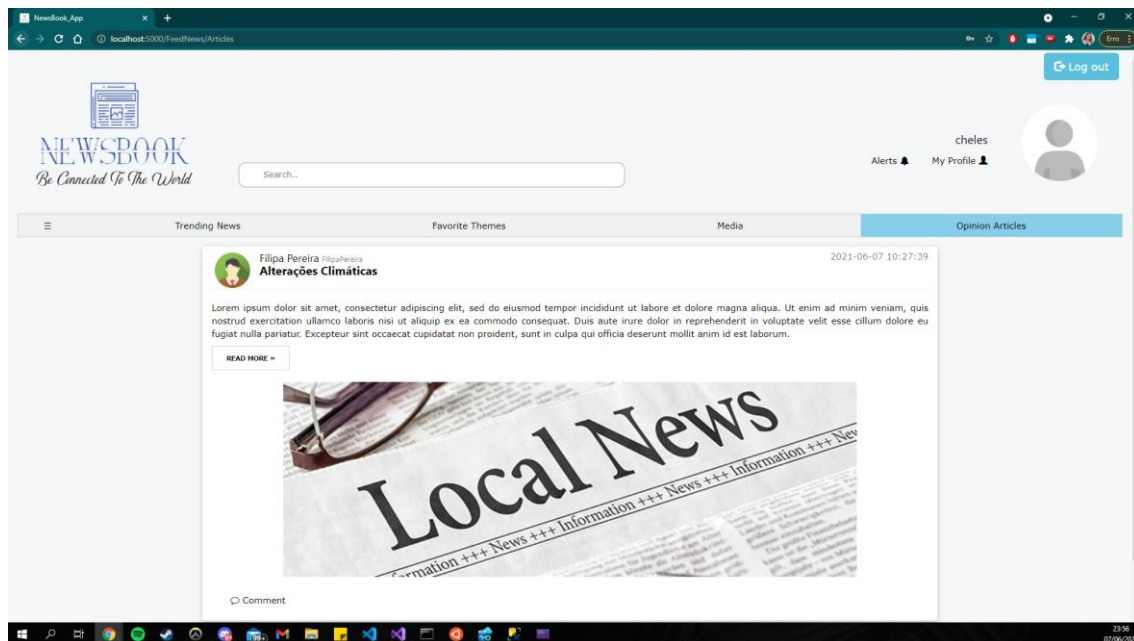 NewsBook_App
localhost:5000/FeedNews/Articles
Erro
Log out
NEWSBOOK
Be Connected To The World
Search..
cheles
Alerts
My Profile
Trending News
Favorite Themes
Media
Opinion Articles
Filipa Pereira FilipaPereira
2021-06-07 10:27:39
Alterações Climáticas
Lorem ipsum dolor sit amet, consectetur adipiscing elit, sed do eiusmod tempor incididunt ut labore et dolore magna aliqua. Ut enim ad minim veniam, quis
nostrud exercitation ullamco laboris nisi ut aliquip ex ea commodo consequat. Duis aute irure dolor in reprehenderit in voluptate velit esse cillum dolore eu
fugiat nulla pariatur. Excepteur sint occaecat cupidatat non proident, sunt in culpa qui officia deserunt mollit anim id est laborum.
READ MORE »
Local News
rmation +++ News +++ Information +++ News +++ Information +++ New
Comment
99+
23:56